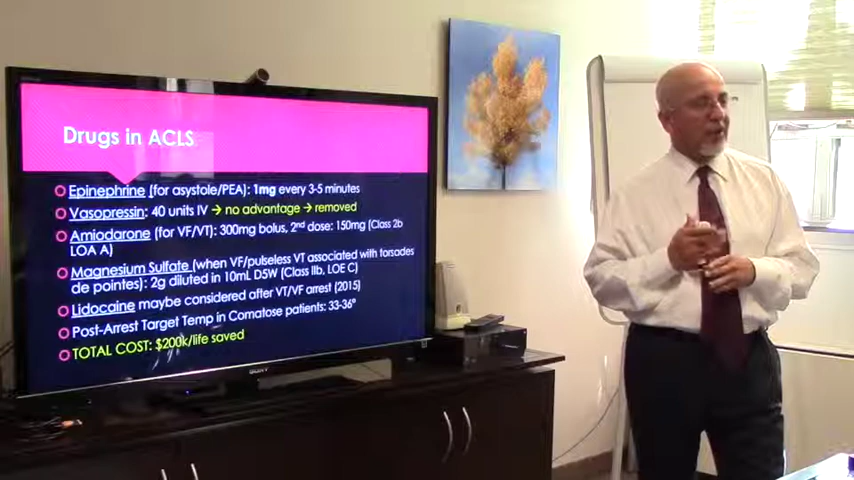 Drugs in ACLS
Epinephrine (for asystole/PEA): 1mg every 3-5 minutes
Vasopressin: 40 units IV → no advantage → removed
Amiodarone (for VF/VT): 300mg bolus, 2nd dose: 150mg (Class 2b
LOA A)
Magnesium Sulfate (when VF/pulseless VT associated with torsades
de pointes): 2g diluted in 10mL D5W (Class IIb, LOE C)
Lidocaine maybe considered after VT/VF arrest (2015)
Post-Arrest Target Temp in Comatose patients: 33-36°
TOTAL COST: $200k/life saved
SONY